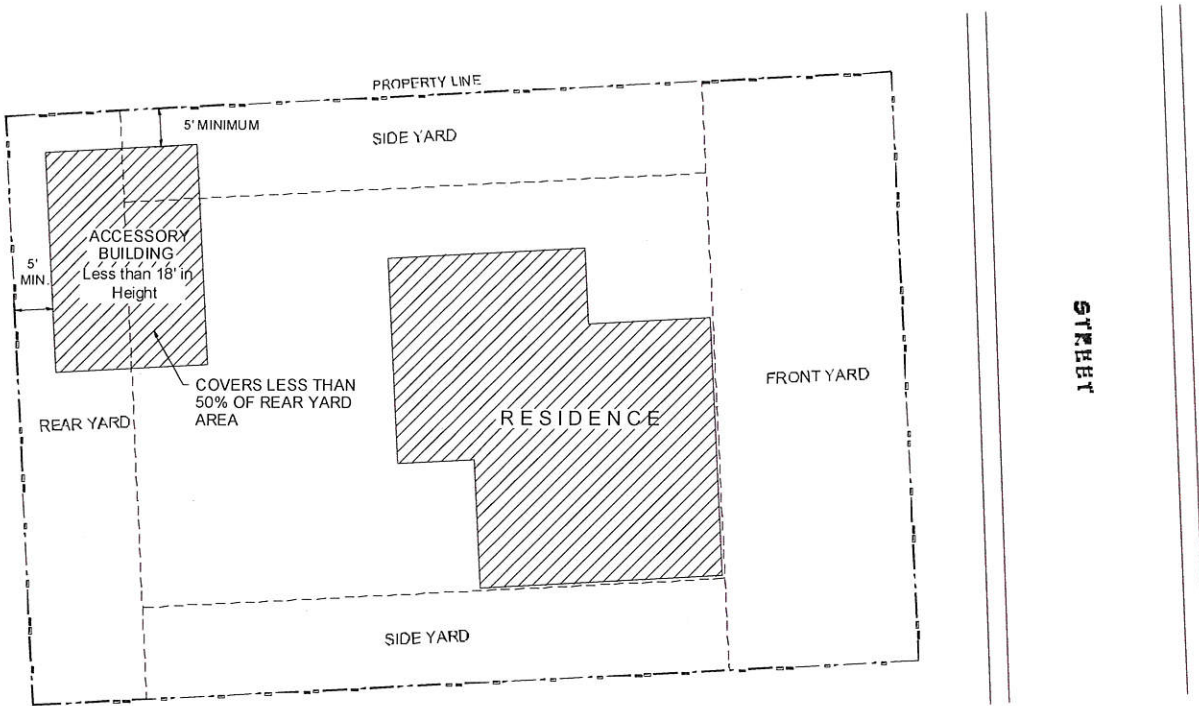 PROPERTY LINE
5' MINIMUM
SIDE YARD
ACCESSORY
BUILDING
Less than 18' in
Height
5'
MIN.
COVERS LESS THAN
50% OF REAR YARD
AREA
REAR YARD
RESIDENCE
FRONT YARD
STREET
SIDE YARD